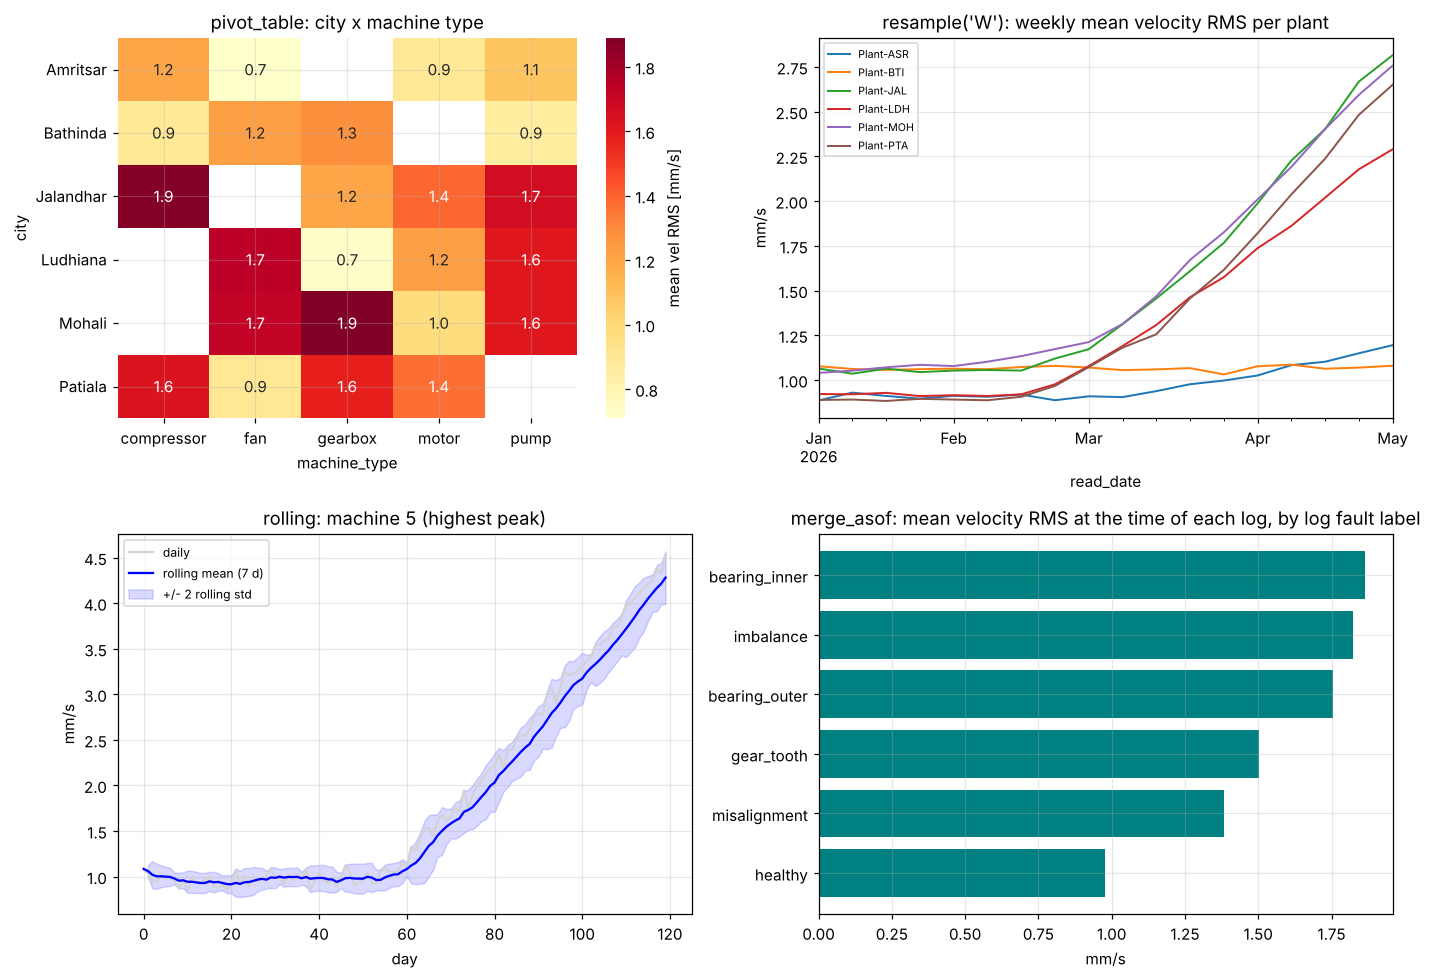 pivot_table: city x machine type
city
Amritsar 1.2 0.7 0.9 1.1
Bathinda 0.9 1.2 1.3 0.9
Jalandhar 1.9 1.2 1.4 1.7
Ludhiana 1.7 0.7 1.2 1.6
Mohali 1.7 1.9 1.0 1.6
Patiala 1.6 0.9 1.6 1.4
compressor fan gearbox motor pump
machine_type
1.8
1.6
1.4
1.2
1.0
0.8
mean vel RMS [mm/s]
resample('W'): weekly mean velocity RMS per plant
Plant-ASR
Plant-BTI
Plant-JAL
Plant-LDH
Plant-MOH
Plant-PTA
mm/s
2.75
2.50
2.25
2.00
1.75
1.50
1.25
1.00
Jan Feb Mar Apr May
2026
read_date
rolling: machine 5 (highest peak)
daily
rolling mean (7 d)
+/- 2 rolling std
mm/s
4.5
4.0
3.5
3.0
2.5
2.0
1.5
1.0
0 20 40 60 80 100 120
day
merge_asof: mean velocity RMS at the time of each log, by log fault label
bearing_inner
imbalance
bearing_outer
gear_tooth
misalignment
healthy
0.00 0.25 0.50 0.75 1.00 1.25 1.50 1.75
mm/s